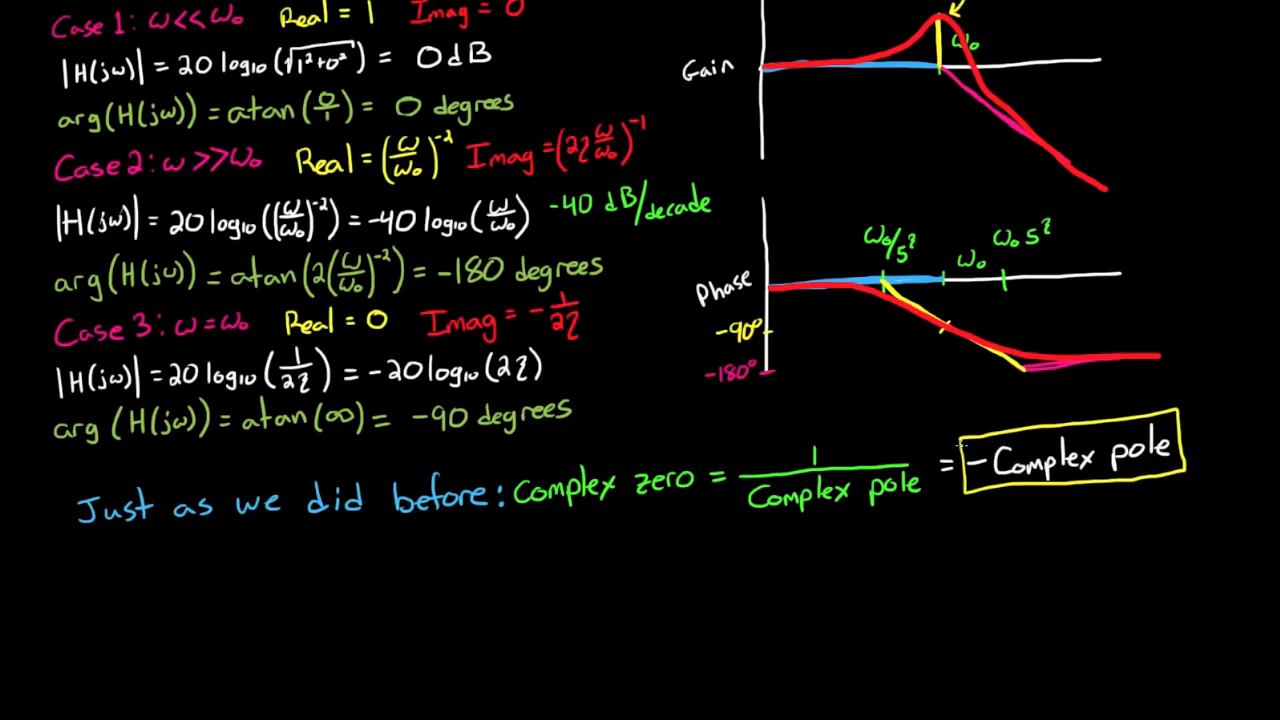 Case 1: ω<<ω₀ Real = 1 Imag = 0
|H(jω)| = 20 log₁₀(√(1²+0²)) = 0 dB
arg(H(jω)) = atan(0/1) = 0 degrees
Case 2: ω>>ω₀ Real = (ω/ω₀)⁻² Imag = (2ζ ω/ω₀)⁻¹
|H(jω)| = 20 log₁₀((ω/ω₀)⁻²) = -40 log₁₀(ω/ω₀) -40 dB/decade
arg(H(jω)) = atan(2(ω/ω₀)⁻²) = -180 degrees
Case 3: ω=ω₀ Real = 0 Imag = - 1/2ζ
|H(jω)| = 20 log₁₀(1/2ζ) = -20 log₁₀(2ζ)
arg(H(jω)) = atan(∞) = -90 degrees
Gain
ω₀
Phase
ω₀/5^ζ
ω₀
ω₀ 5^ζ
-90°
-180°
Just as we did before: Complex zero = 1/Complex pole = - Complex pole